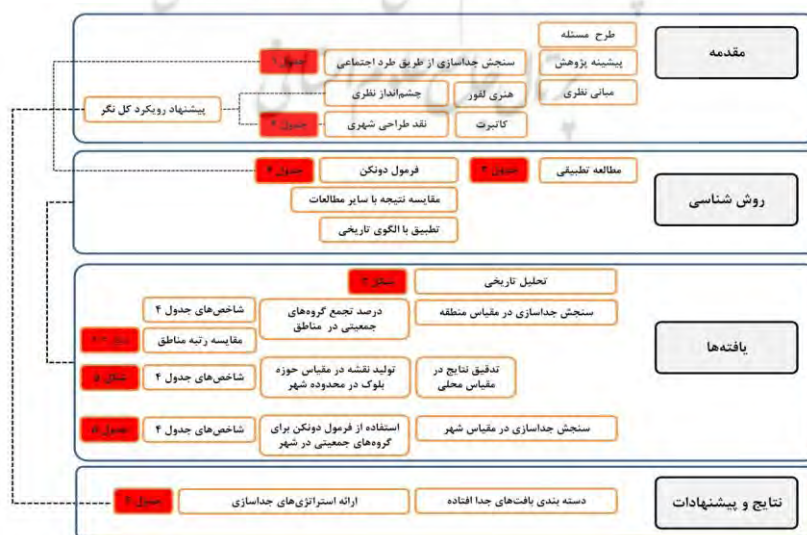 مقدمه
طرح مسئله
پیشینه پژوهش
سنجش جداسازی از طریق طرد اجتماعی
جدول ۱
مبانی نظری
هنری لفور
چشم‌انداز نظری
کاتبرت
نقد طراحی شهری
پیشنهاد رویکرد کل نگر
روش شناسی
مطالعه تطبیقی
جدول ۳
فرمول دونکن
مقایسه نتیجه با سایر مطالعات
تطبیق با الگوی تاریخی
یافته‌ها
تحلیل تاریخی
سنجش جداسازی در مقیاس منطقه
درصد تجمع گروه‌های
جمعیتی در مناطق
شاخص‌های جدول ۴
مقایسه رتبه مناطق
تدقیق نتایج در
مقیاس محلی
تولید نقشه در مقیاس حوزه
بلوک در محدوده شهر
شاخص‌های جدول ۴
شکل ۵
سنجش جداسازی در مقیاس شهر
استفاده از فرمول دونکن برای
گروه‌های جمعیتی در شهر
شاخص‌های جدول ۴
جدول ۵
نتایج و پیشنهادات
دسته بندی بافت‌های جدا افتاده
ارائه استراتژی‌های جداسازی
جدول ۶